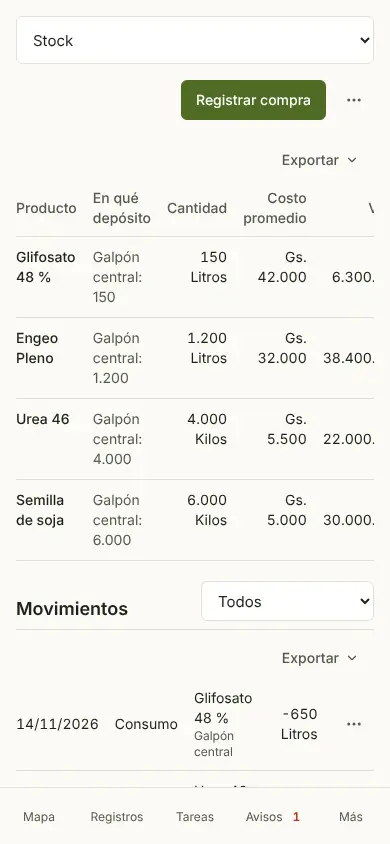 Stock
Registrar compra
Exportar
Producto
En qué depósito
Cantidad
Costo promedio
Glifosato 48 %
Galpón central: 150
150 Litros
Gs. 42.000
6.300.
Engeo Pleno
Galpón central: 1.200
1.200 Litros
Gs. 32.000
38.400.
Urea 46
Galpón central: 4.000
4.000 Kilos
Gs. 5.500
22.000.
Semilla de soja
Galpón central: 6.000
6.000 Kilos
Gs. 5.000
30.000.
Movimientos
Todos
Exportar
14/11/2026
Consumo
Glifosato 48 %
Galpón central
-650 Litros
Mapa
Registros
Tareas
Avisos 1
Más